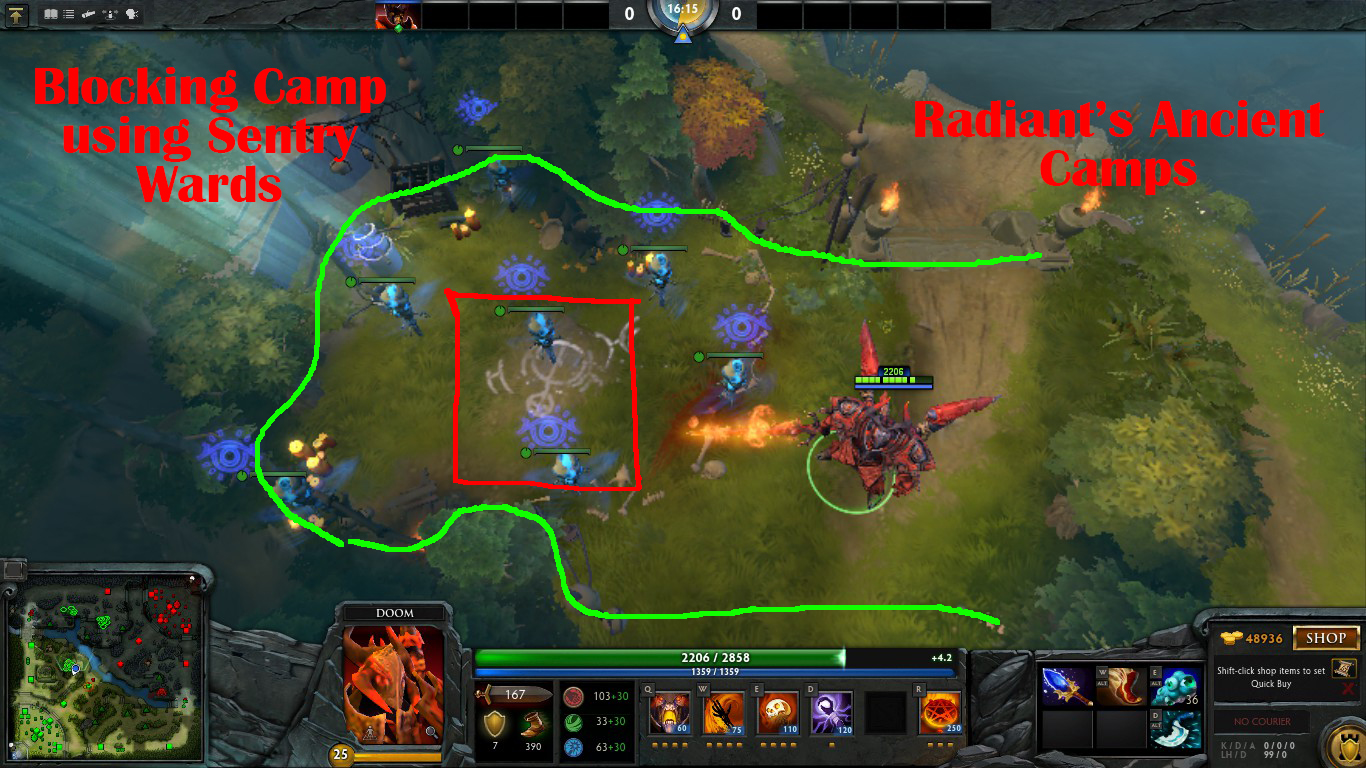 0
16:15
0
Blocking Camp
using Sentry
Wards
Radiant's Ancient
Camps
2206
DOOM
25
2206 / 2858
+4.2
1359 / 1359
167
7
390
103+30
33+30
63+30
Q
60
W
75
E
110
D
120
R
250
W
ALT
E
ALT
36
D
ALT
48936
SHOP
Shift-click shop items to set
Quick Buy
NO COURIER
K / D / A 0/0/0
LH / D 99/0